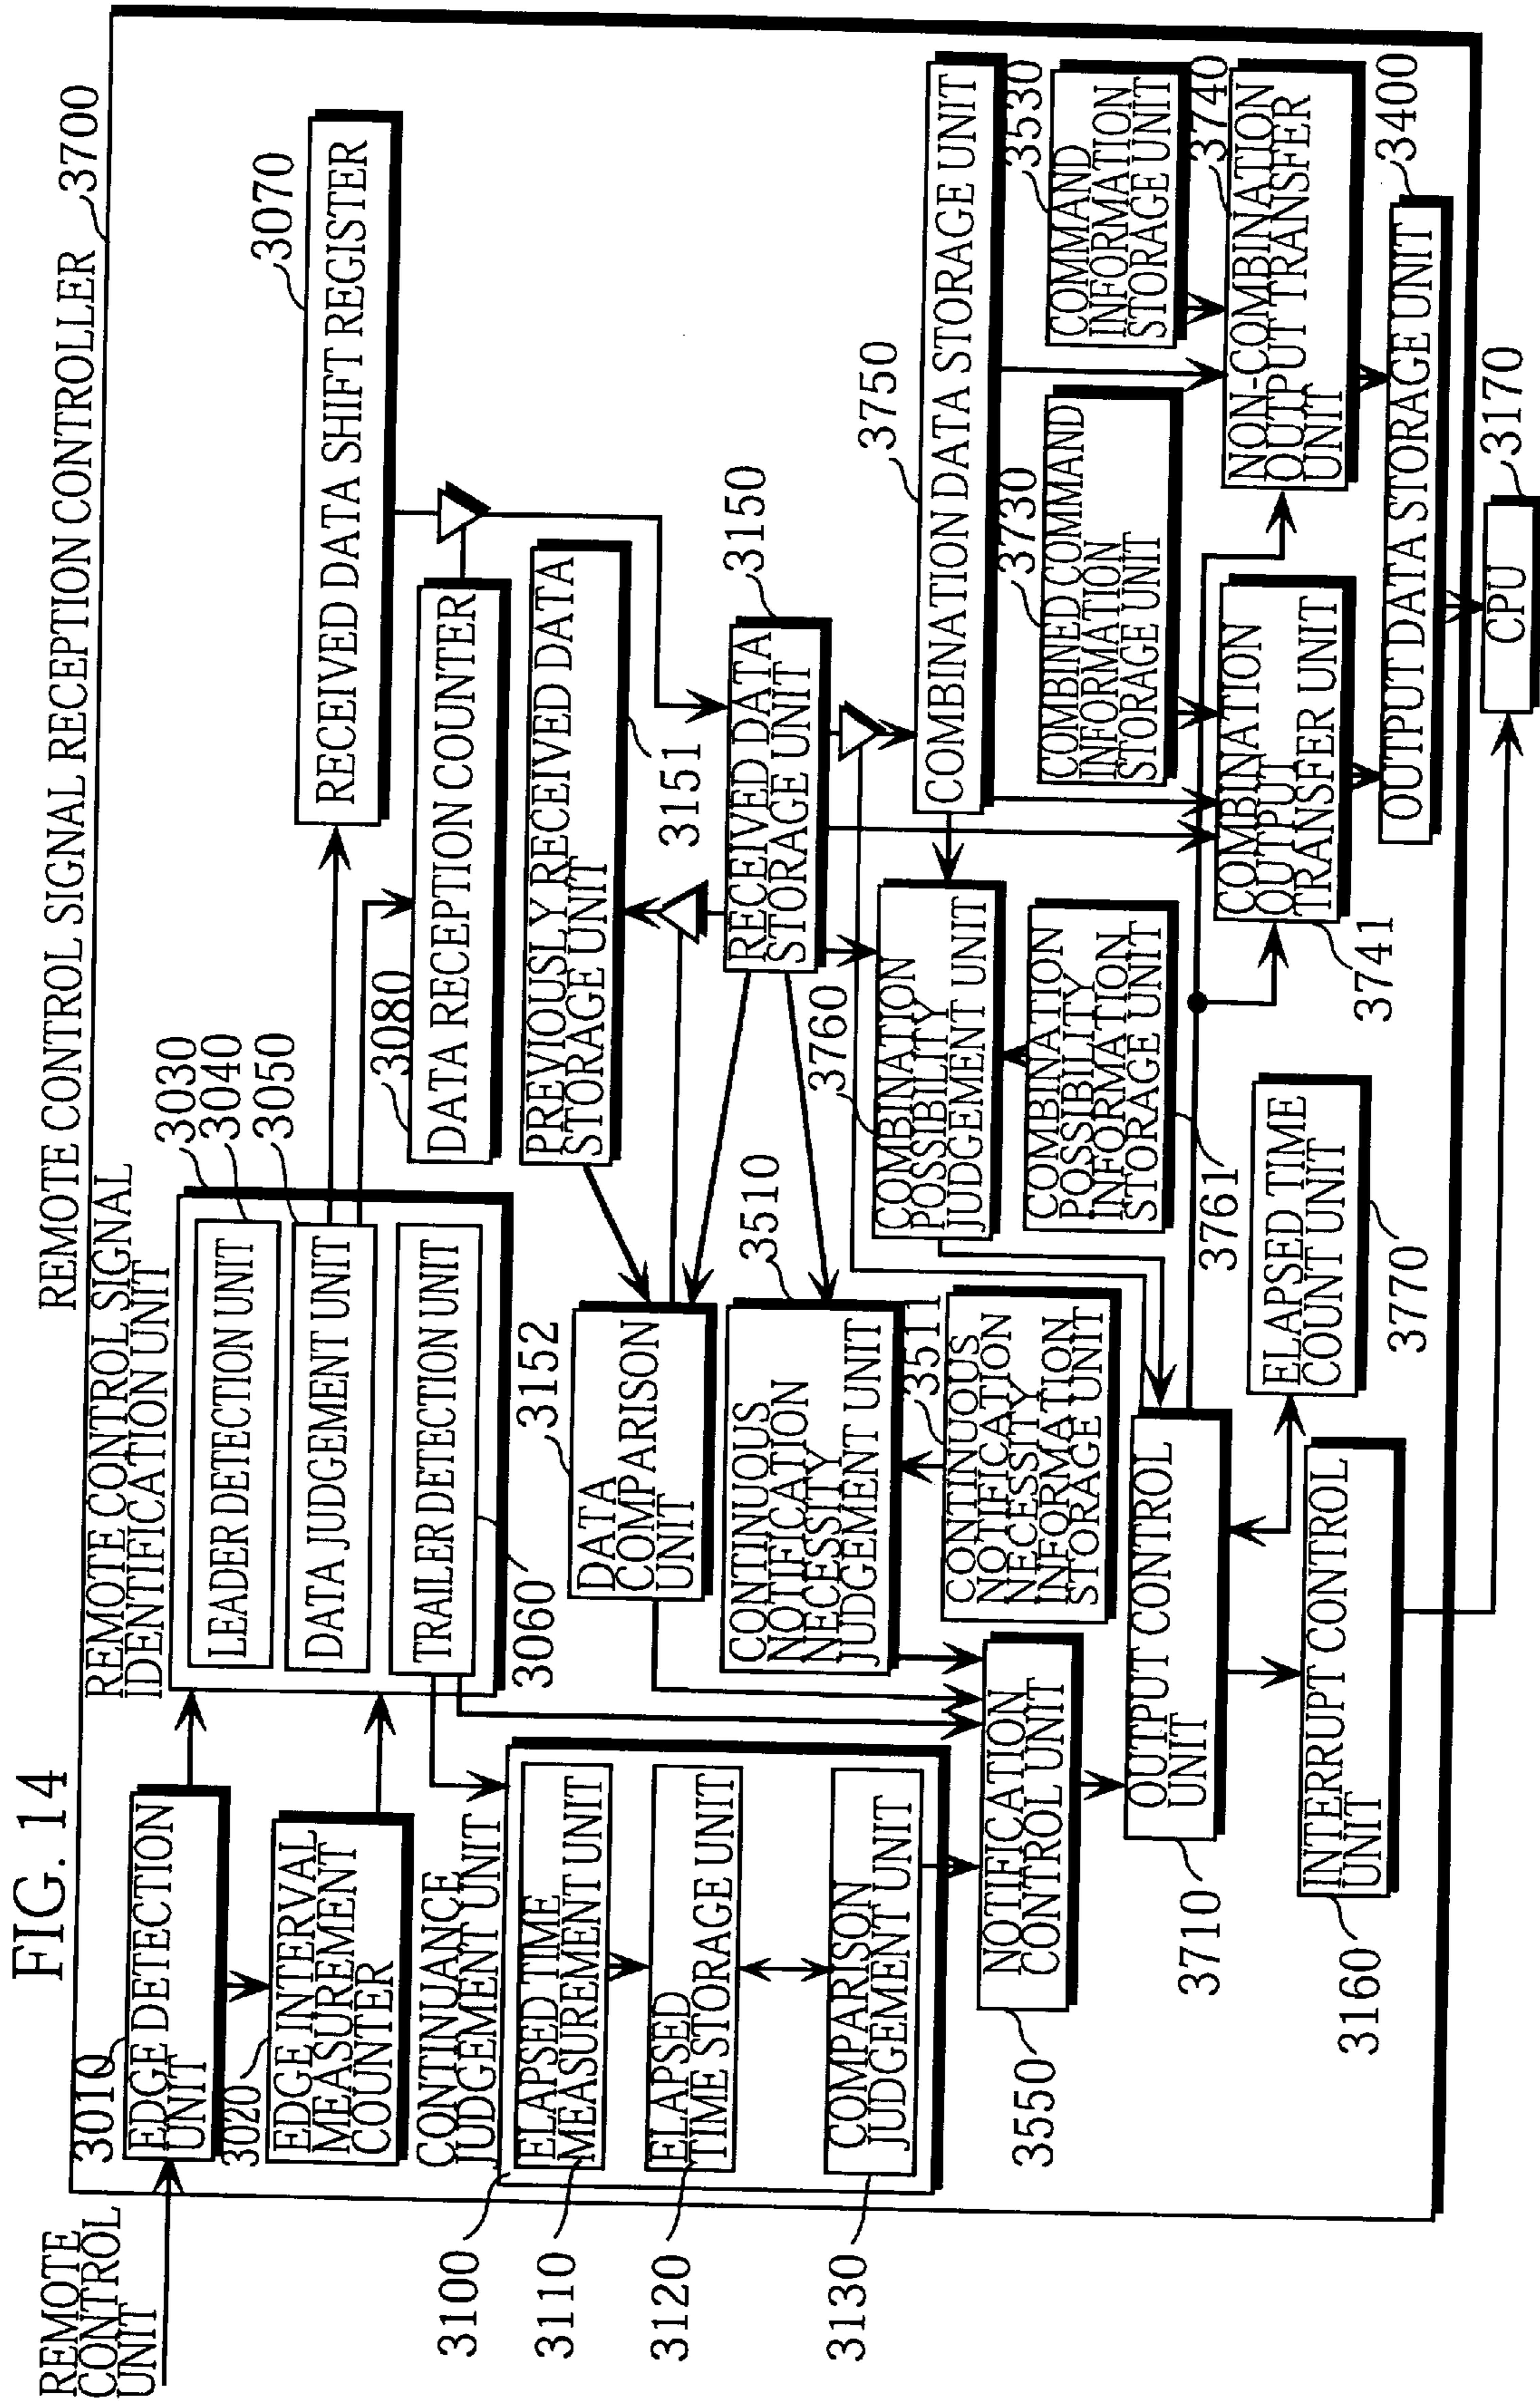 FIG. 14
REMOTE
CONTROL
UNIT
REMOTE CONTROL SIGNAL RECEPTION CONTROLLER
3700
3010
EDGE DETECTION
UNIT
3020
EDGE INTERVAL
MEASUREMENT
COUNTER
REMOTE CONTROL SIGNAL
IDENTIFICATION UNIT
3030
3040
3050
LEADER DETECTION UNIT
DATA JUDGEMENT UNIT
TRAILER DETECTION UNIT
3060
3070
RECEIVED DATA SHIFT REGISTER
3080
DATA RECEPTION COUNTER
PREVIOUSLY RECEIVED DATA
STORAGE UNIT
3151
3150
RECEIVED DATA
STORAGE UNIT
3152
DATA
COMPARISON
UNIT
CONTINUANCE
JUDGEMENT UNIT
3100
ELAPSED TIME
MEASUREMENT UNIT
3110
ELAPSED
TIME STORAGE UNIT
3120
COMPARISON
JUDGEMENT UNIT
3130
3510
CONTINUOUS
NOTIFICATION
NECESSITY
JUDGEMENT UNIT
3511
CONTINUOUS
NOTIFICATION
NECESSITY
INFORMATION
STORAGE UNIT
3760
COMBINATION
POSSIBILITY
JUDGEMENT UNIT
COMBINATION
POSSIBILITY
INFORMATION
STORAGE UNIT
3761
3750
COMBINATION DATA STORAGE UNIT
3730
COMBINED COMMAND
INFORMATION
STORAGE UNIT
3530
COMMAND
INFORMATION
STORAGE UNIT
3740
NON-COMBINATION
OUTPUT TRANSFER
UNIT
NOTIFICATION
CONTROL UNIT
3550
OUTPUT CONTROL
UNIT
3710
ELAPSED TIME
COUNT UNIT
3770
COMBINATION
OUTPUT
TRANSFER UNIT
3741
3400
OUTPUT DATA STORAGE UNIT
INTERRUPT CONTROL
UNIT
3160
CPU
3170